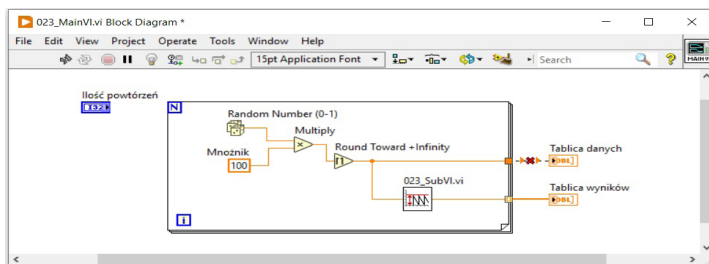 023_MainVI.vi Block Diagram *
File Edit View Project Operate Tools Window Help
15pt Application Font Search
MAIN
Ilość powtórzeń
I32
N
Random Number (0-1)
Multiply
Mnożnik
100
Round Toward +Infinity
Tablica danych
DBL
023_SubVI.vi
Tablica wyników
DBL
i